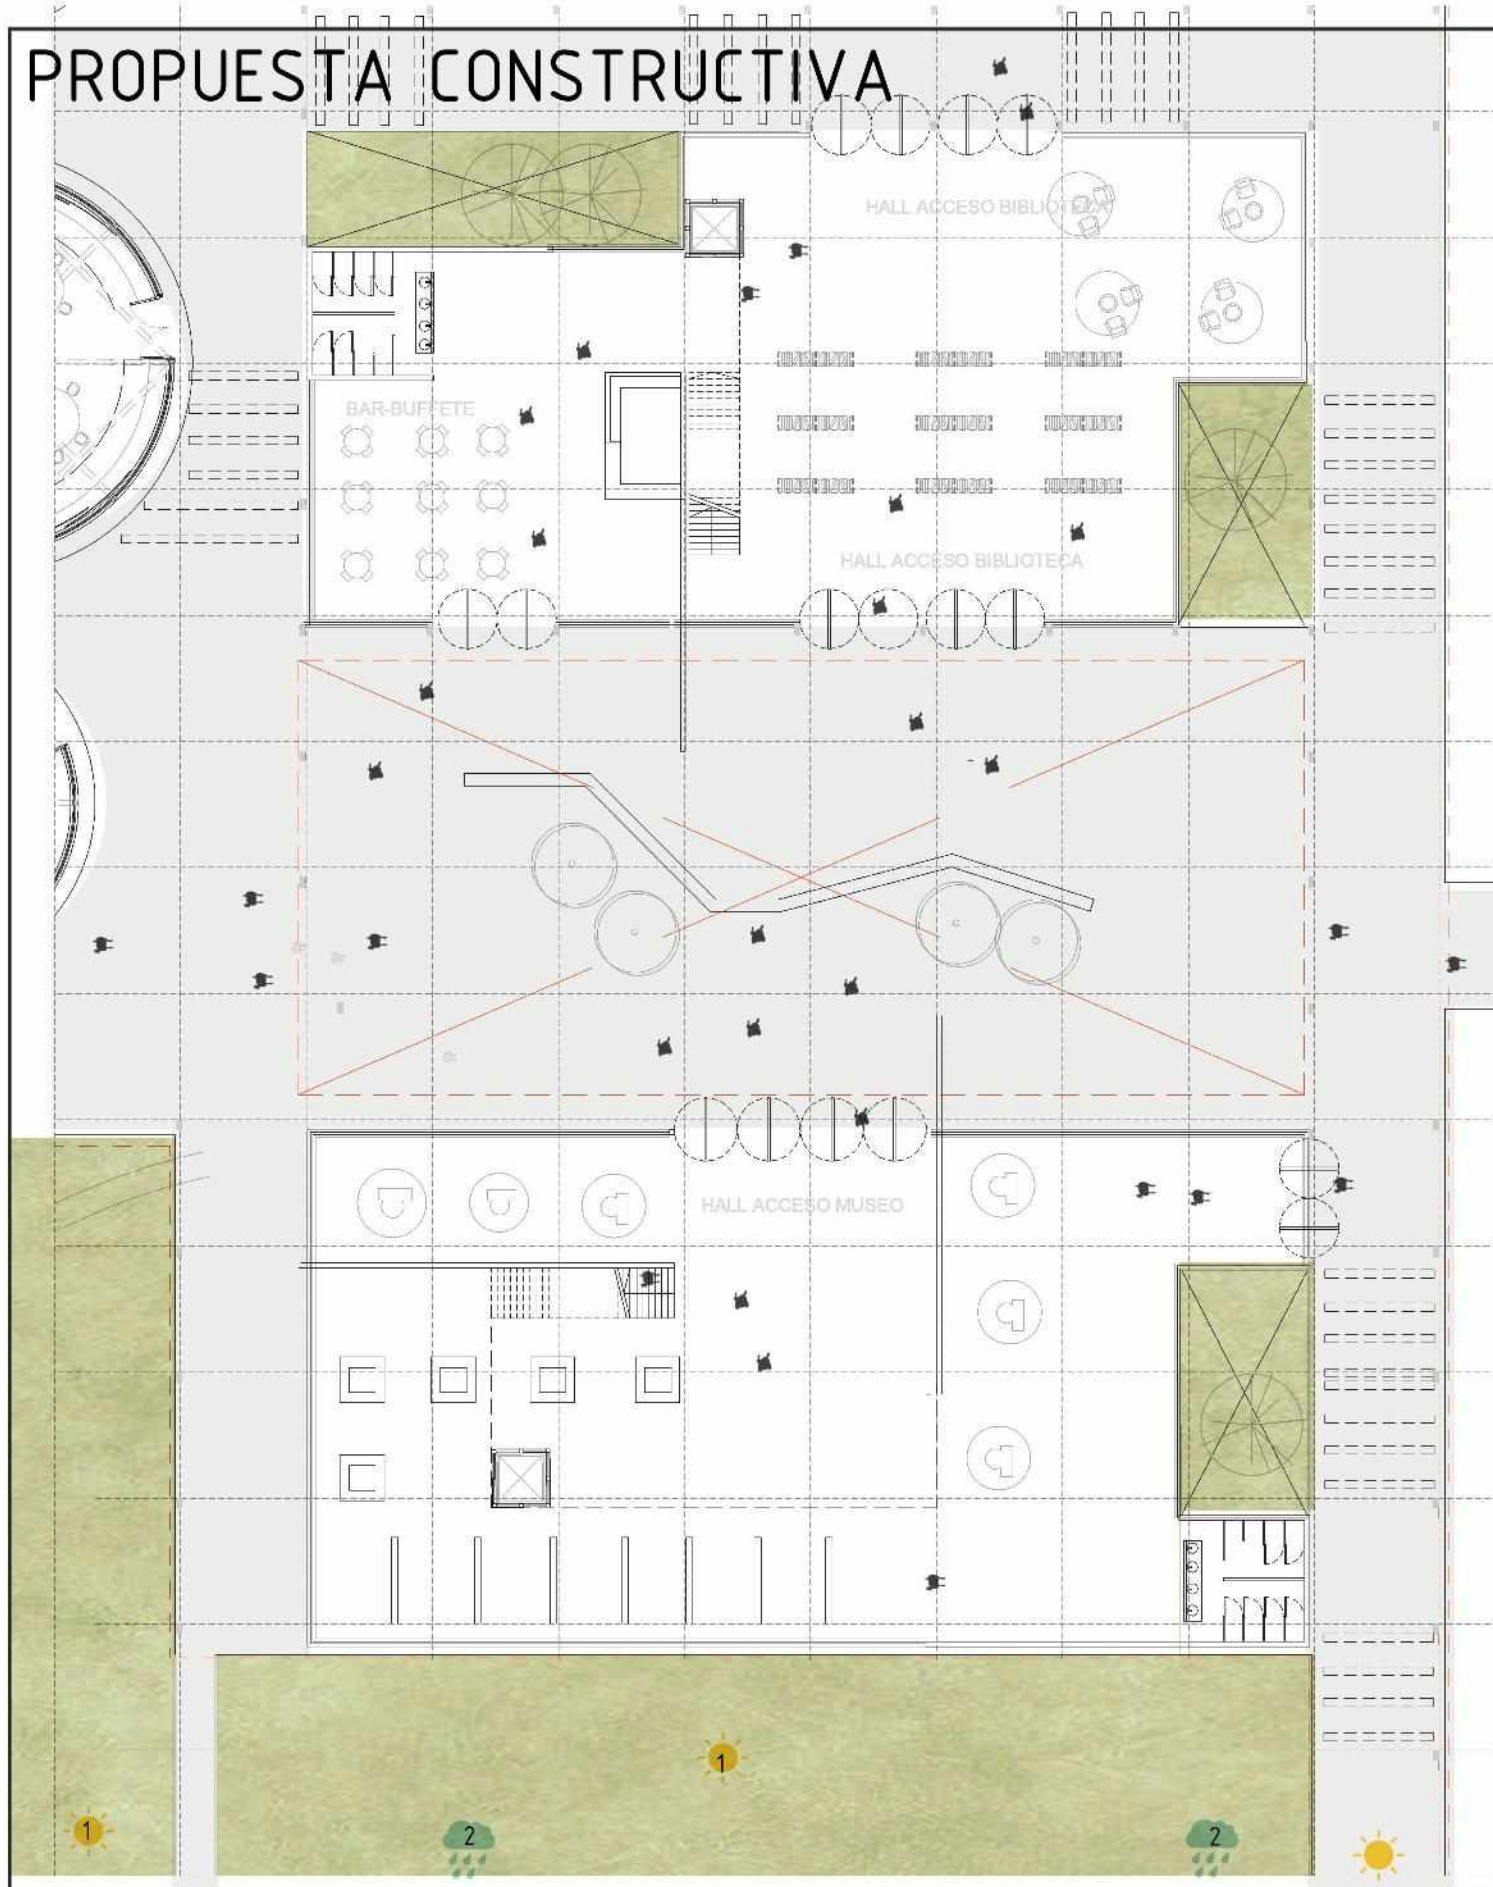 PROPUESTA CONSTRUCTIVA
HALL ACCESO BIBLIOTECA
BAR-BUFFETE
HALL ACCESO BIBLIOTECA
HALL ACCESO MUSEO
1
1
2
2